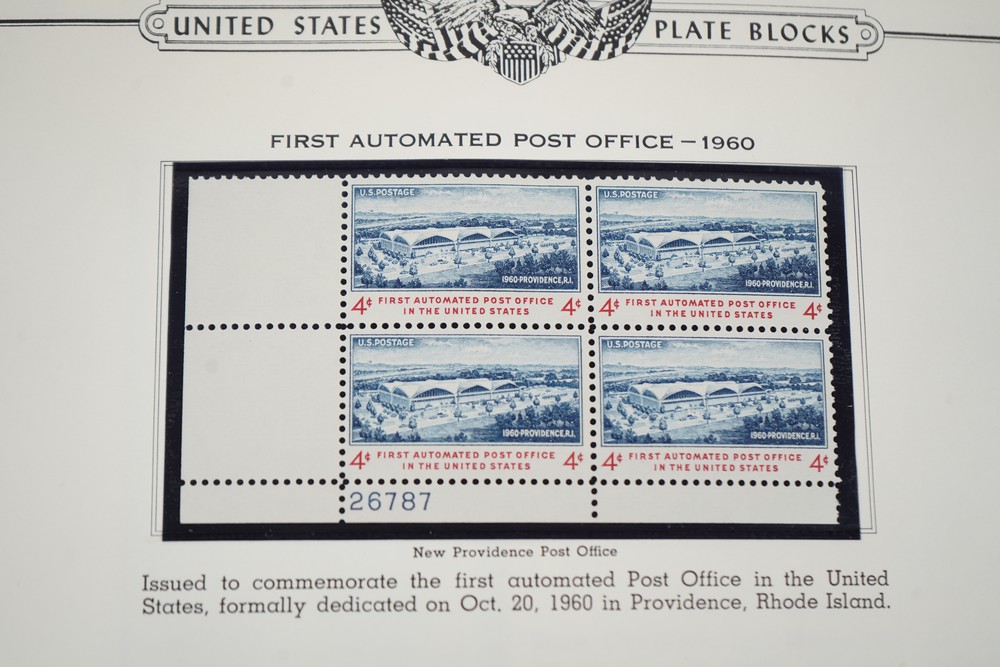 UNITED STATES PLATE BLOCKS
FIRST AUTOMATED POST OFFICE – 1960
U.S. POSTAGE
1960·PROVIDENCE, R.I.
4¢ FIRST AUTOMATED POST OFFICE 4¢
IN THE UNITED STATES
U.S. POSTAGE
1960·PROVIDENCE, R.I.
4¢ FIRST AUTOMATED POST OFFICE 4¢
IN THE UNITED STATES
U.S. POSTAGE
1960·PROVIDENCE, R.I.
4¢ FIRST AUTOMATED POST OFFICE 4¢
IN THE UNITED STATES
U.S. POSTAGE
1960·PROVIDENCE, R.I.
4¢ FIRST AUTOMATED POST OFFICE 4¢
IN THE UNITED STATES
26787
New Providence Post Office
Issued to commemorate the first automated Post Office in the United
States, formally dedicated on Oct. 20, 1960 in Providence, Rhode Island.